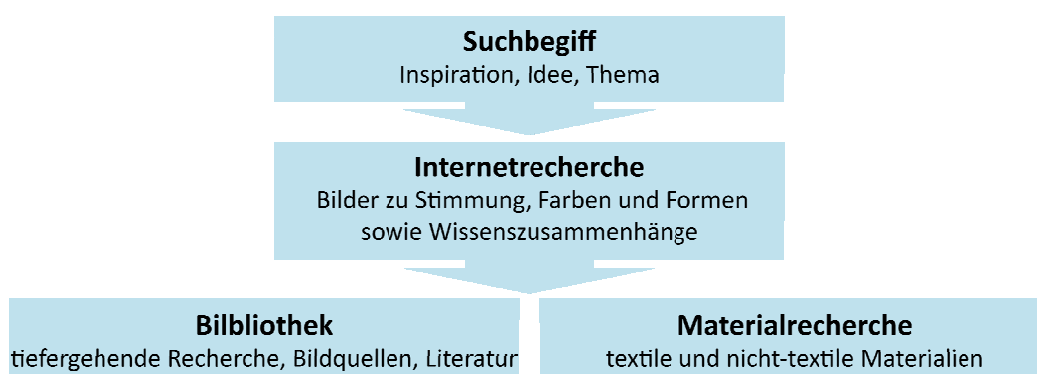 Suchbegiff
Inspiration, Idee, Thema
Internetrecherche
Bilder zu Stimmung, Farben und Formen
sowie Wissenszusammenhänge
Bilbliothek
tiefergehende Recherche, Bildquellen, Literatur
Materialrecherche
textile und nicht-textile Materialien